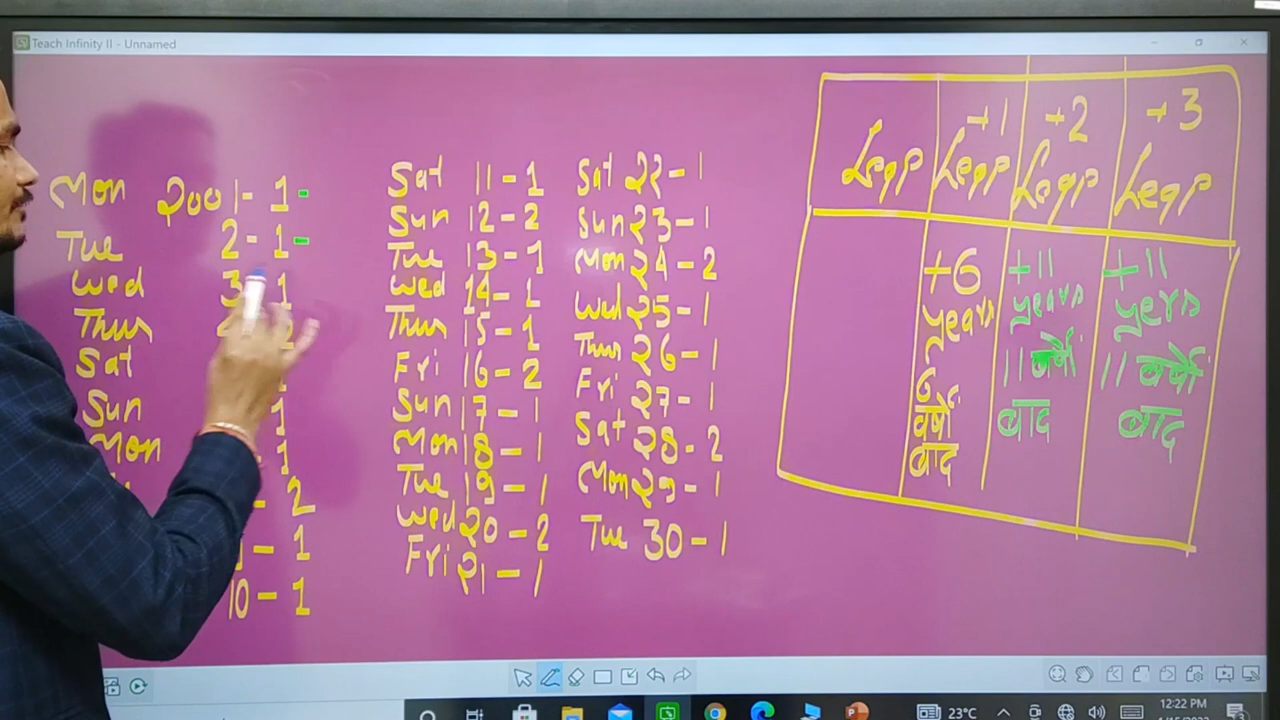 Teach Infinity II - Unnamed
Mon 2001 - 1 -
Tue 2 - 1 -
Wed 3 1
Thus
Sat
Sun 1
Mon 1
- 2
- 1
10 - 1
Sat 11 - 1
Sun 12 - 2
Tue 13 - 1
Wed 14 - 1
Thus 15 - 1
Fri 16 - 2
Sun 17 - 1
Mon 18 - 1
Tue 19 - 1
Wed 20 - 2
Fri 21 - 1
Sat 22 - 1
Sun 23 - 1
Mon 24 - 2
Wed 25 - 1
Thus 26 - 1
Fri 27 - 1
Sat 28 - 2
Mon 29 - 1
Tue 30 - 1
Leap
+1
Leap
+2
Leap
+3
Leap
+6
years
6
वर्षो
बाद
+11
years
11 वर्षो
बाद
+11
yers
11 वर्षो
बाद
23°C
12:22 PM